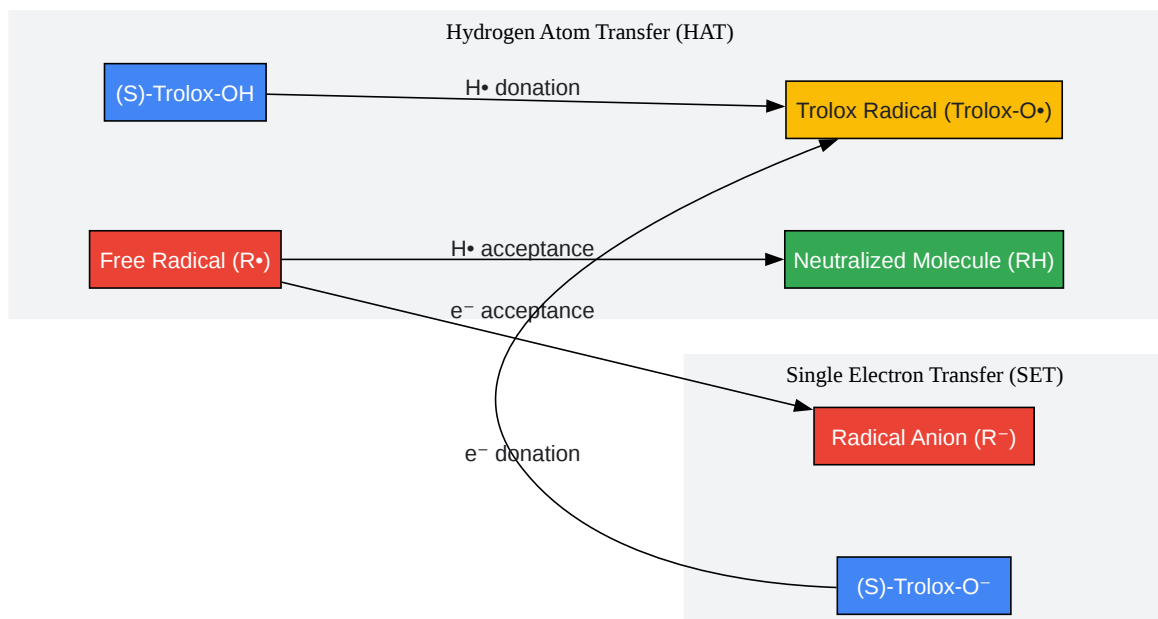 Hydrogen Atom Transfer (HAT)
(S)-Trolox-OH
H• donation
Trolox Radical (Trolox-O•)
Free Radical (R•)
H• acceptance
Neutralized Molecule (RH)
e⁻ acceptance
Single Electron Transfer (SET)
Radical Anion (R⁻)
e⁻ donation
(S)-Trolox-O⁻